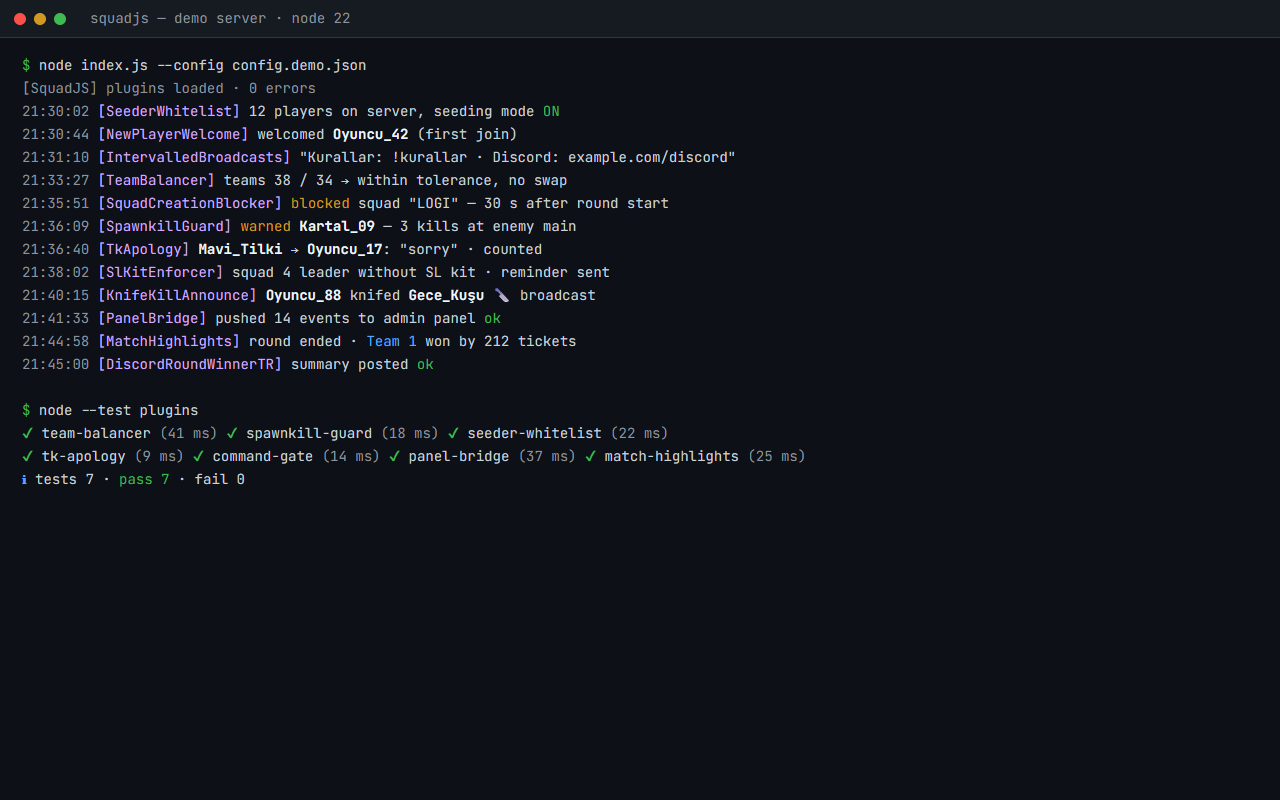 squadjs — demo server · node 22
$ node index.js --config config.demo.json
[SquadJS] plugins loaded · 0 errors
21:30:02 [SeederWhitelist] 12 players on server, seeding mode ON
21:30:44 [NewPlayerWelcome] welcomed Oyuncu_42 (first join)
21:31:10 [IntervalledBroadcasts] "Kurallar: !kurallar · Discord: example.com/discord"
21:33:27 [TeamBalancer] teams 38 / 34 → within tolerance, no swap
21:35:51 [SquadCreationBlocker] blocked squad "LOGI" — 30 s after round start
21:36:09 [SpawnkillGuard] warned Kartal_09 — 3 kills at enemy main
21:36:40 [TkApology] Mavi_Tilki → Oyuncu_17: "sorry" · counted
21:38:02 [SlKitEnforcer] squad 4 leader without SL kit · reminder sent
21:40:15 [KnifeKillAnnounce] Oyuncu_88 knifed Gece_Kuşu 🔪 broadcast
21:41:33 [PanelBridge] pushed 14 events to admin panel ok
21:44:58 [MatchHighlights] round ended · Team 1 won by 212 tickets
21:45:00 [DiscordRoundWinnerTR] summary posted ok
$ node --test plugins
✓ team-balancer (41 ms) ✓ spawnkill-guard (18 ms) ✓ seeder-whitelist (22 ms)
✓ tk-apology (9 ms) ✓ command-gate (14 ms) ✓ panel-bridge (37 ms) ✓ match-highlights (25 ms)
ℹ tests 7 · pass 7 · fail 0